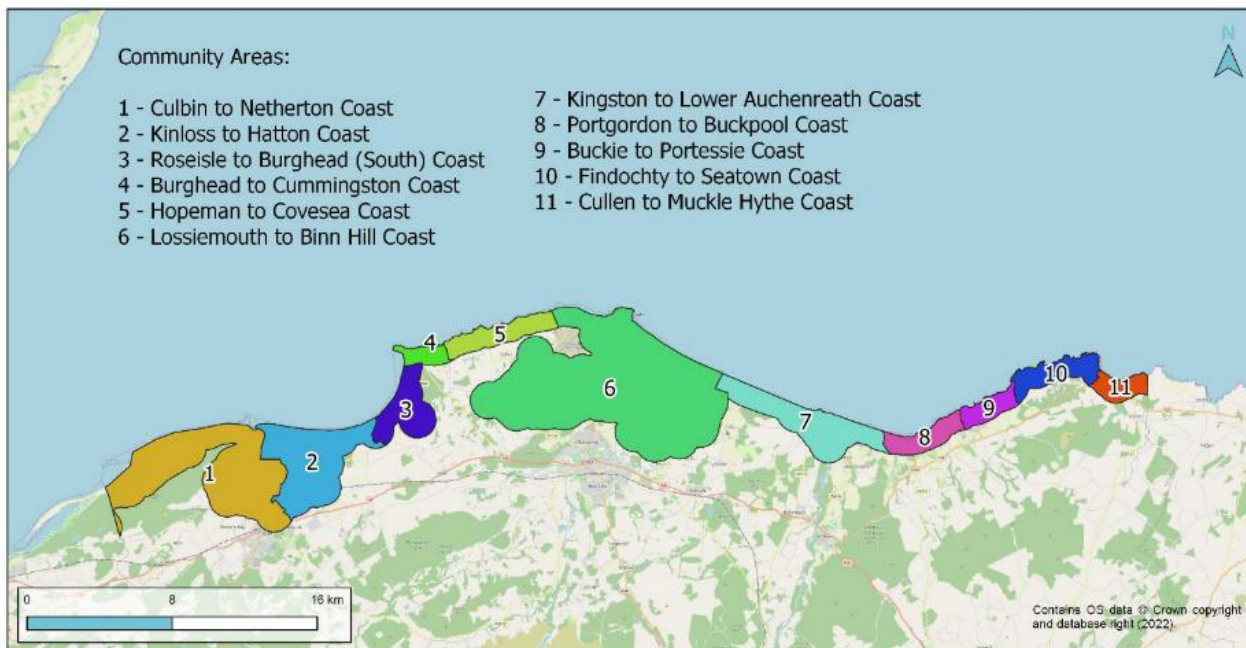 N
Community Areas:
1 - Culbin to Netherton Coast
2 - Kinloss to Hatton Coast
3 - Roseisle to Burghead (South) Coast
4 - Burghead to Cummingston Coast
5 - Hopeman to Covesea Coast
6 - Lossiemouth to Binn Hill Coast
7 - Kingston to Lower Auchenreath Coast
8 - Portgordon to Buckpool Coast
9 - Buckie to Portessie Coast
10 - Findochty to Seatown Coast
11 - Cullen to Muckle Hythe Coast
1
2
3
4
5
6
7
8
9
10
11
0 8 16 km
Contains OS data © Crown copyright
and database right (2022).